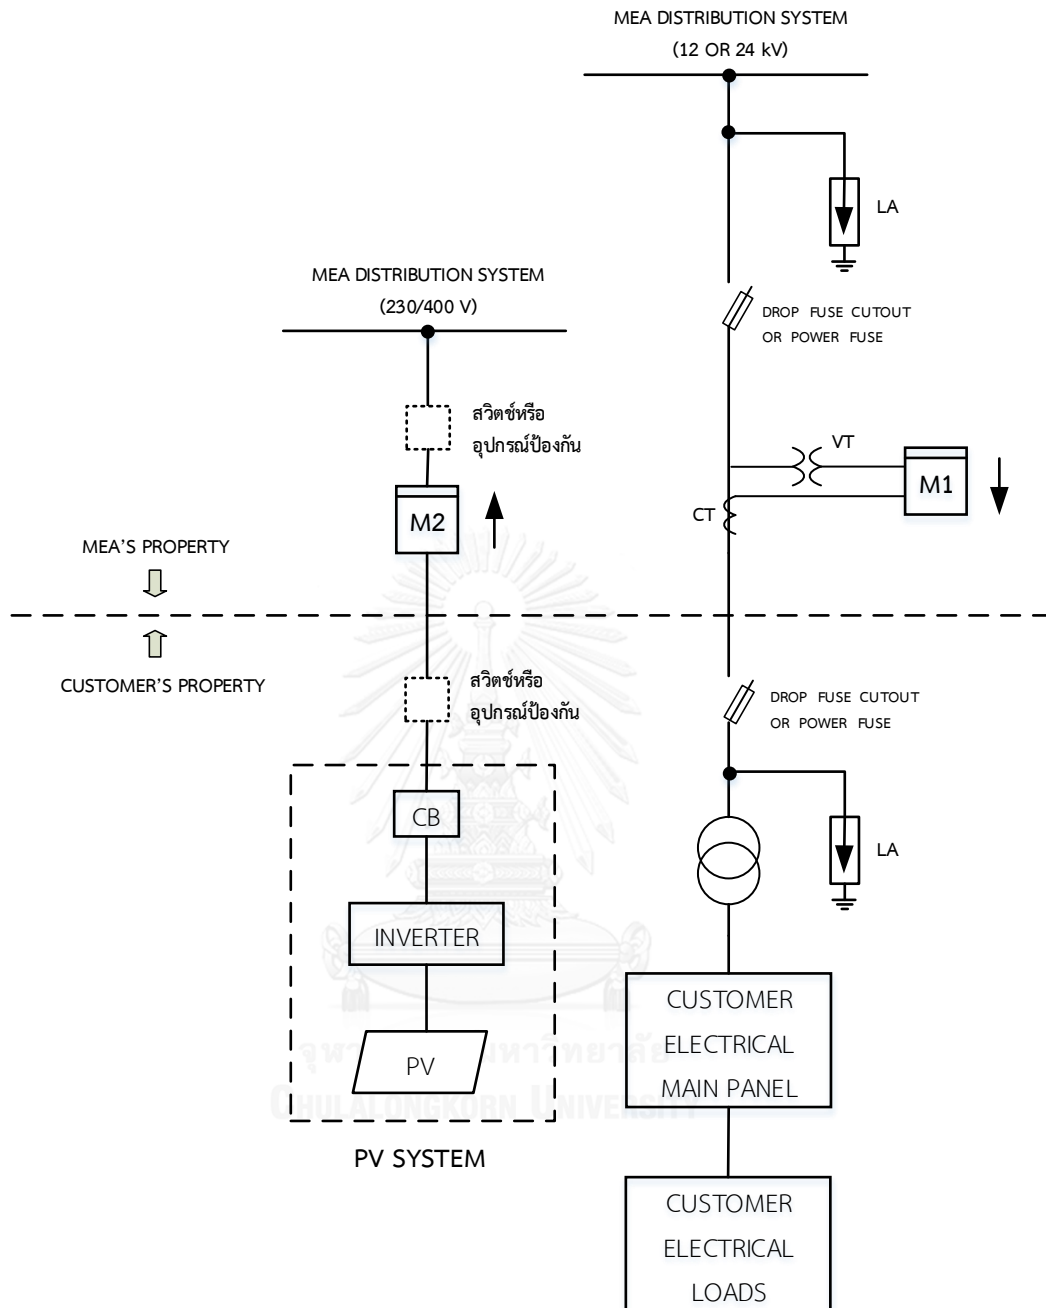 MEA DISTRIBUTION SYSTEM
(12 OR 24 kV)
LA
MEA DISTRIBUTION SYSTEM
(230/400 V)
DROP FUSE CUTOUT
OR POWER FUSE
สวิตช์หรือ
อุปกรณ์ป้องกัน
VT
M1
M2
CT
MEA'S PROPERTY
CUSTOMER'S PROPERTY
สวิตช์หรือ
อุปกรณ์ป้องกัน
DROP FUSE CUTOUT
OR POWER FUSE
CB
LA
INVERTER
CUSTOMER
ELECTRICAL
MAIN PANEL
PV
CHULALONGKORN UNIVERSITY
PV SYSTEM
CUSTOMER
ELECTRICAL
LOADS